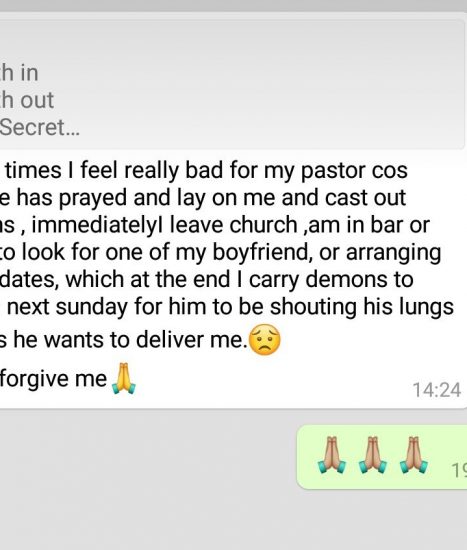 th in
th out
Secret…
times I feel really bad for my pastor cos
e has prayed and lay on me and cast out
ns , immediatelyI leave church ,am in bar or
to look for one of my boyfriend, or arranging
dates, which at the end I carry demons to
next sunday for him to be shouting his lungs
s he wants to deliver me.😟
forgive me🙏
14:24
🙏🏽🙏🏽🙏🏽
19